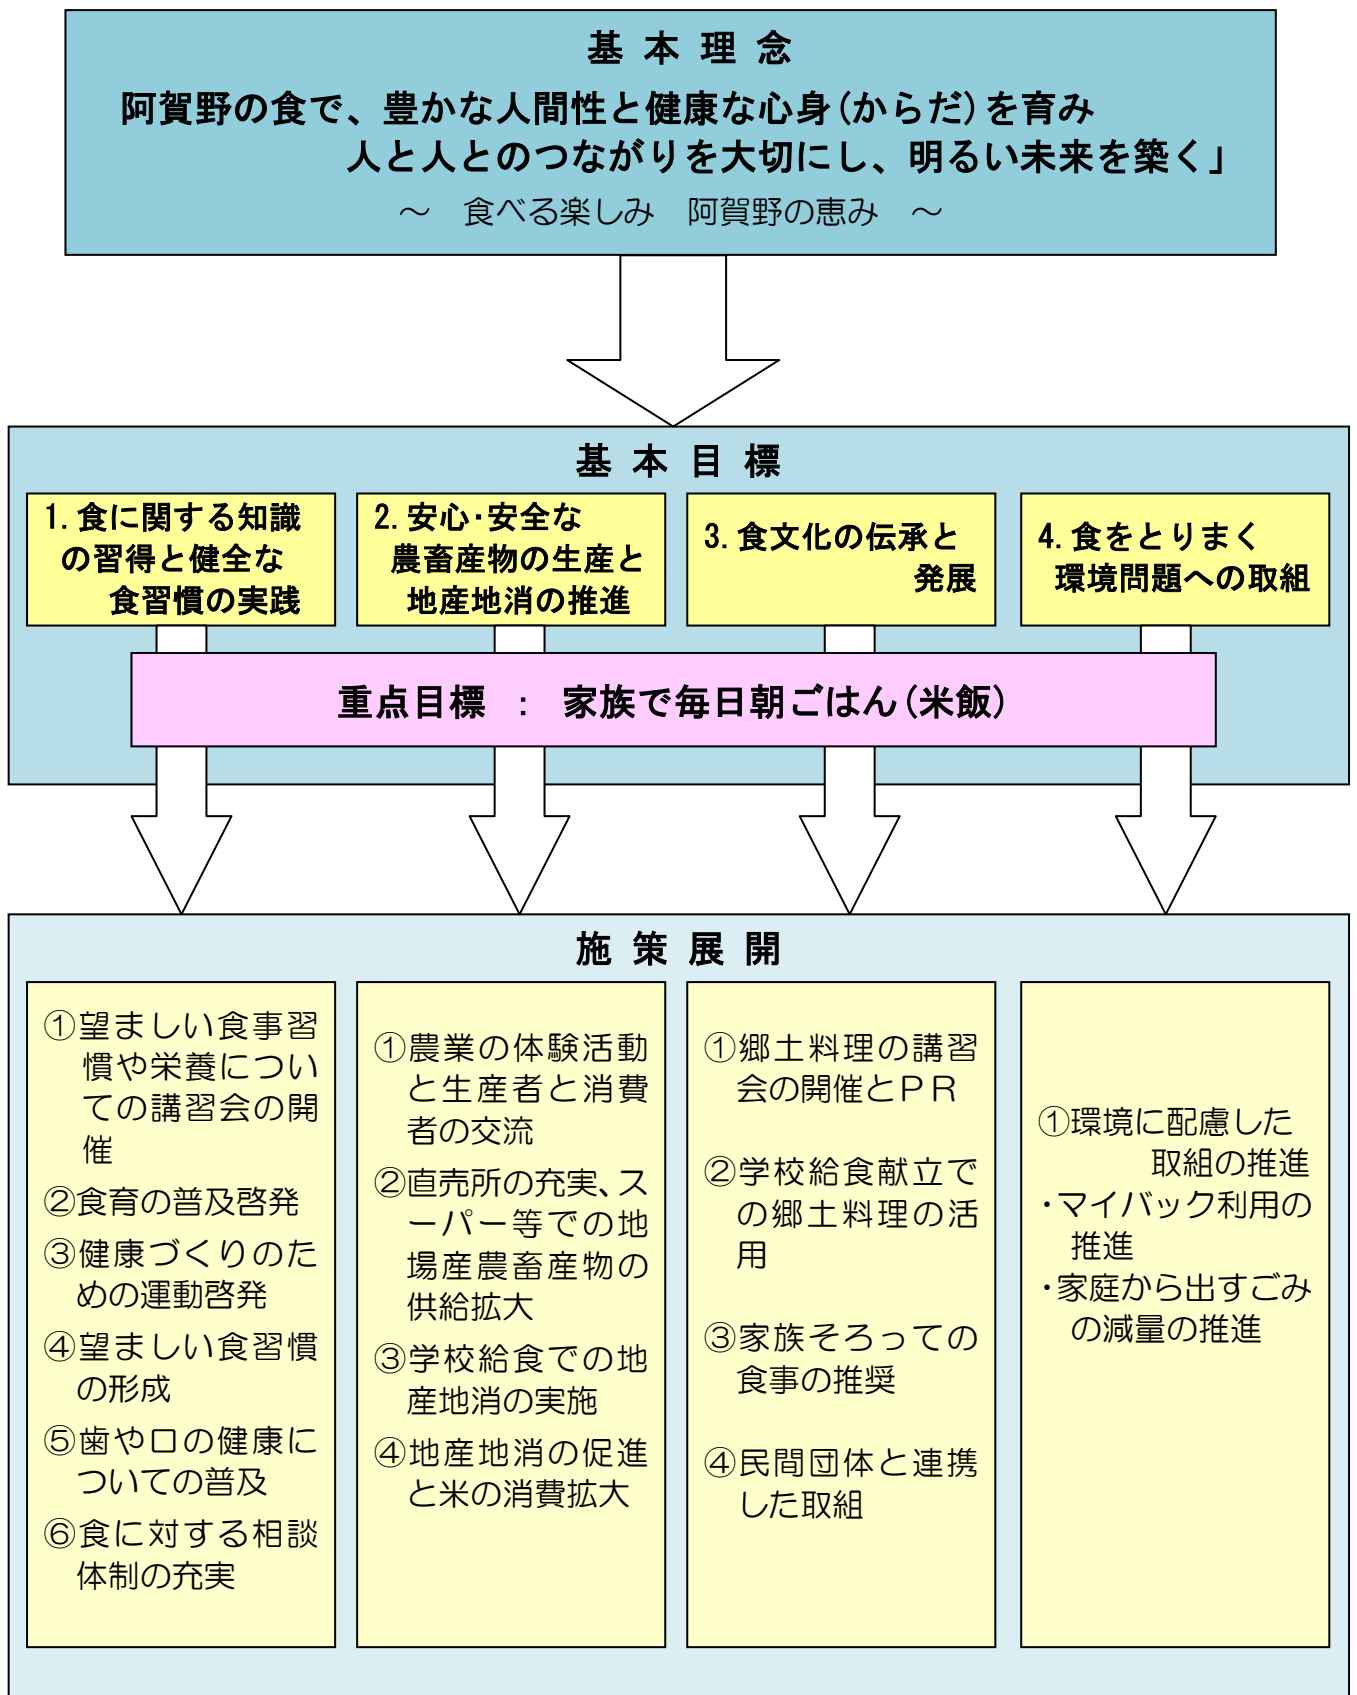 基本理念
阿賀野の食で、豊かな人間性と健康な心身(からだ)を育み
人と人とのつながりを大切にし、明るい未来を築く」
～　食べる楽しみ　阿賀野の恵み　～
基本目標
1.食に関する知識
の習得と健全な
食習慣の実践
2.安心・安全な
農畜産物の生産と
地産地消の推進
3.食文化の伝承と
発展
4.食をとりまく
環境問題への取組
重点目標　：　家族で毎日朝ごはん(米飯)
施策展開
①望ましい食事習
慣や栄養につい
ての講習会の開
催
②食育の普及啓発
③健康づくりのた
めの運動啓発
④望ましい食習慣
の形成
⑤歯や口の健康に
ついての普及
⑥食に対する相談
体制の充実
①農業の体験活動
と生産者と消費
者の交流
②直売所の充実、ス
ーパー等での地
場産農畜産物の
供給拡大
③学校給食での地
産地消の実施
④地産地消の促進
と米の消費拡大
①郷土料理の講習
会の開催とＰＲ
②学校給食献立で
の郷土料理の活
用
③家族そろっての
食事の推奨
④民間団体と連携
した取組
①環境に配慮した
取組の推進
・マイバック利用の
推進
・家庭から出すごみ
の減量の推進